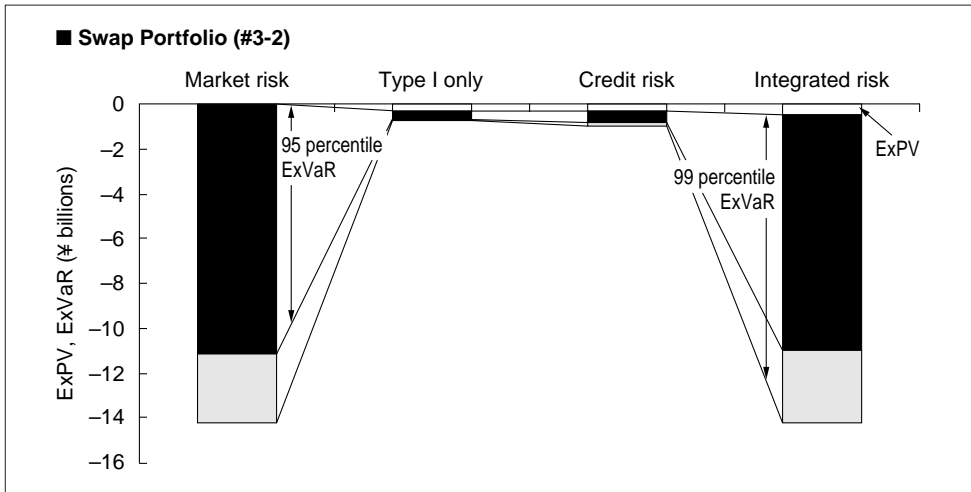 ■ Swap Portfolio (#3-2)
Market risk Type I only Credit risk Integrated risk
ExPV, ExVaR (¥ billions)
0
–2
–4
–6
–8
–10
–12
–14
–16
95 percentile
ExVaR
99 percentile
ExVaR
ExPV